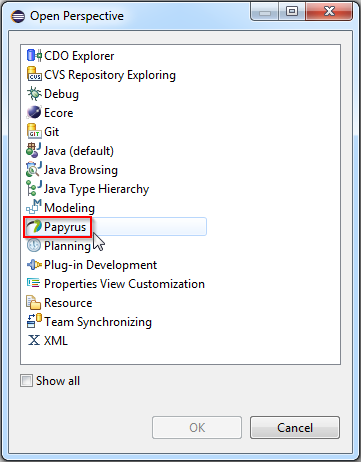 Open Perspective
CDO Explorer
CVS Repository Exploring
Debug
Ecore
Git
Java (default)
Java Browsing
Java Type Hierarchy
Modeling
Papyrus
Planning
Plug-in Development
Properties View Customization
Resource
Team Synchronizing
XML
Show all
OK
Cancel